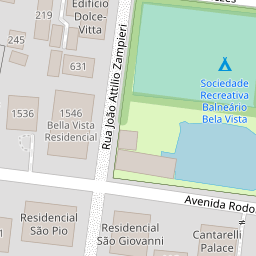 Edifício
Dolce-
Vitta
219
245
631
Rua João Attílio Zampieri
Sociedade
Recreativa
Balneário
Bela Vista
1536
1546
Bella Vista
Residencial
Avenida Rodo
Residencial
São Pio
Residencial
São Giovanni
Cantarell
Palace